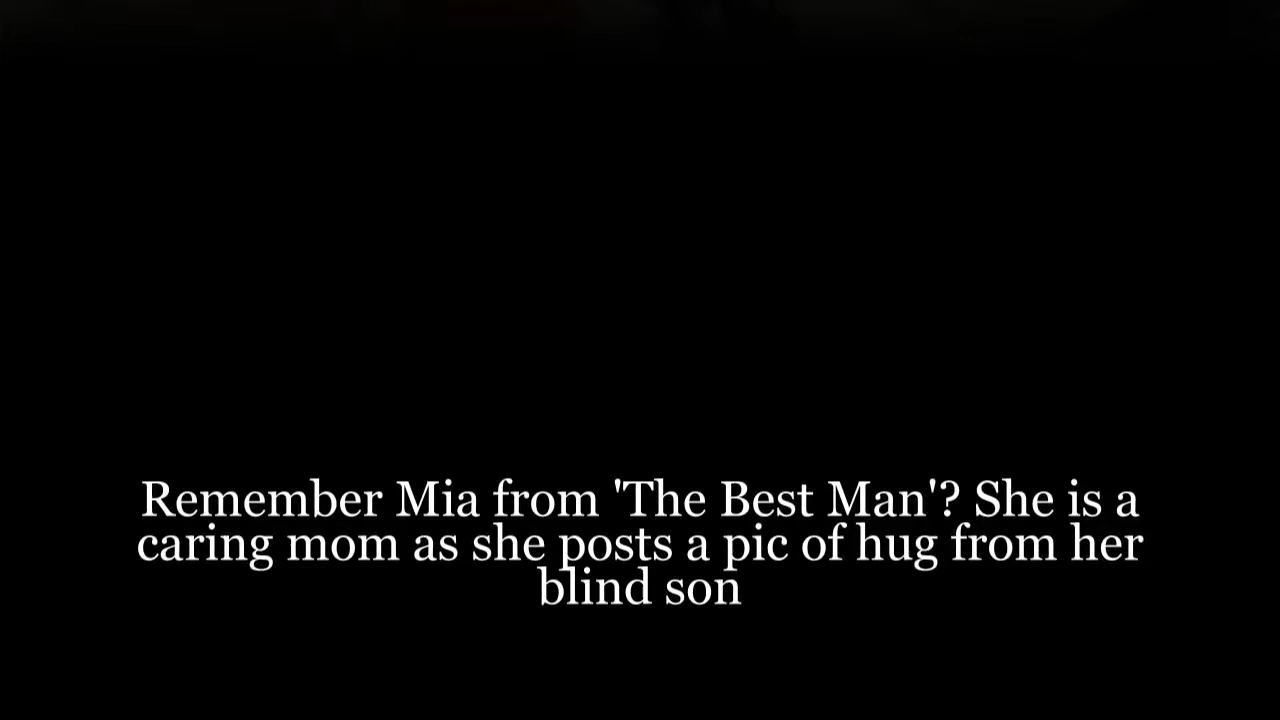 Remember Mia from 'The Best Man'? She is a
caring mom as she posts a pic of hug from her
blind son